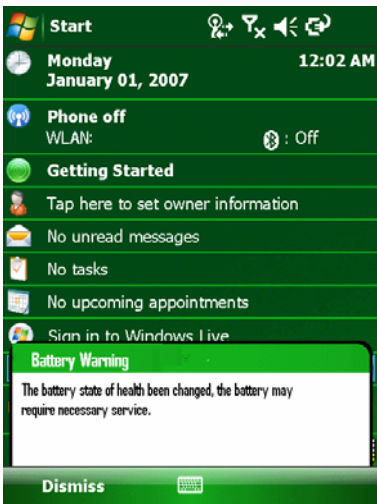 Start
Monday 12:02 AM
January 01, 2007
Phone off
WLAN: : Off
Getting Started
Tap here to set owner information
No unread messages
No tasks
No upcoming appointments
Sign in to Windows Live
Battery Warning
The battery state of health been changed, the battery may
require necessary service.
Dismiss